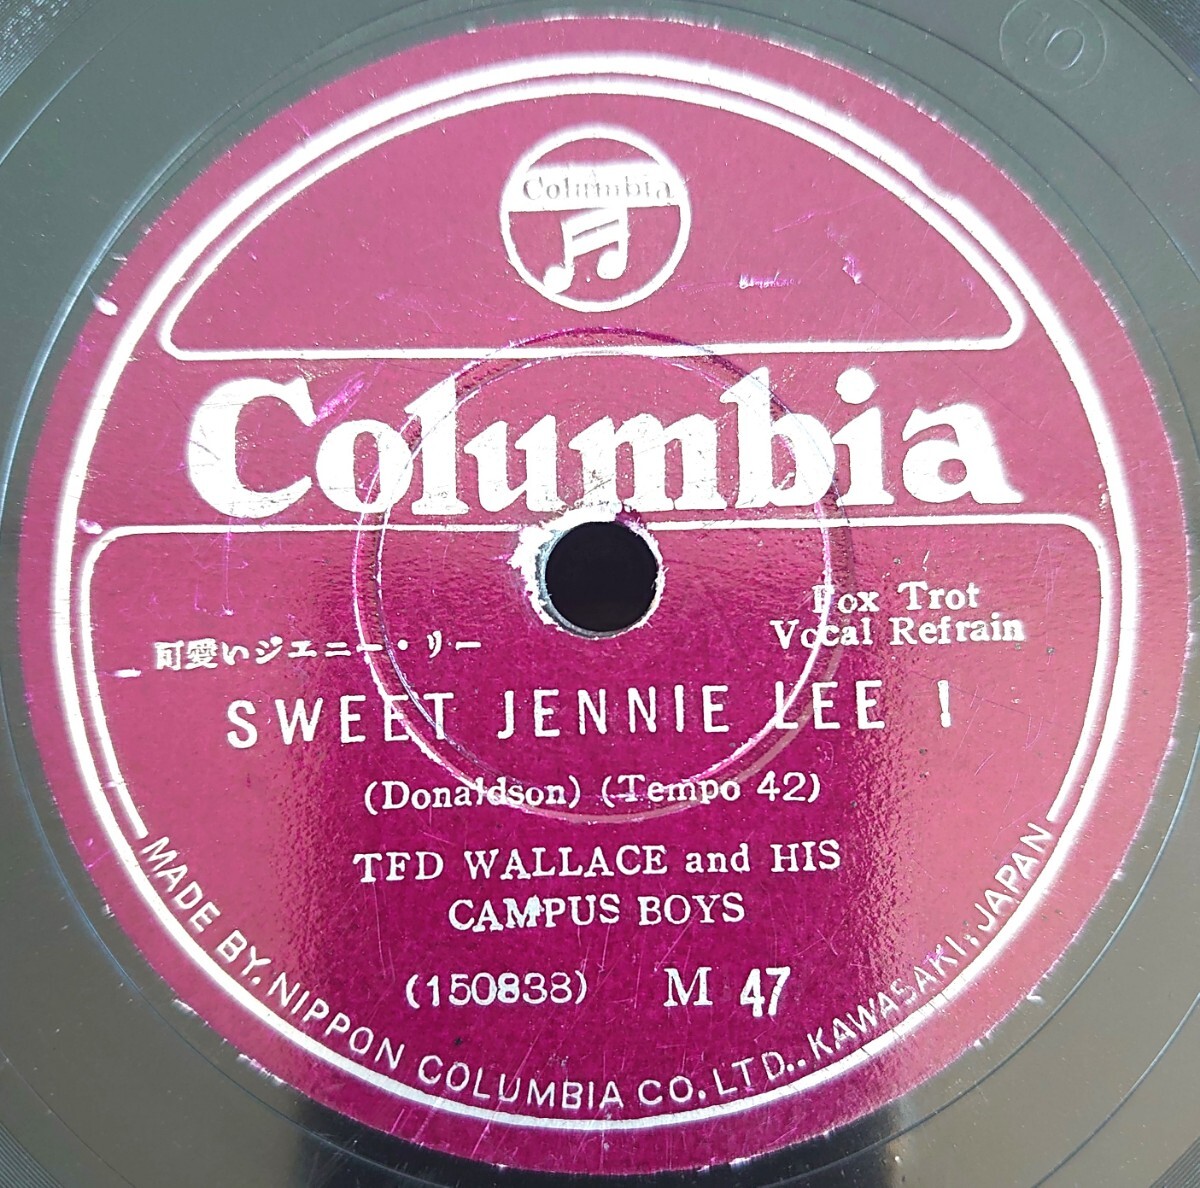 10
Columbia
Columbia
Fox Trot
Vocal Refrain
可愛いジエニー・リー
SWEET JENNIE LEE !
(Donaldson) (Tempo 42)
TED WALLACE and HIS
CAMPUS BOYS
(150838) M 47
MADE BY. NIPPON COLUMBIA CO. LTD., KAWASAKI, JAPAN